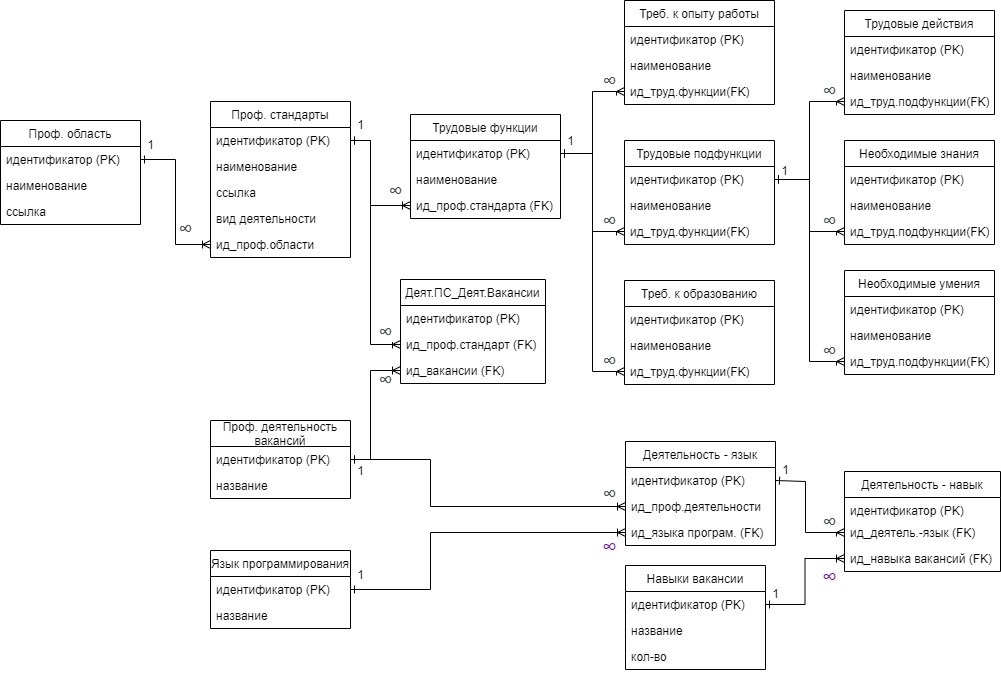 Проф. область
идентификатор (PK)
наименование
ссылка
1
∞
Проф. стандарты
идентификатор (PK)
наименование
ссылка
вид деятельности
ид_проф.области
1
∞
Трудовые функции
идентификатор (PK)
наименование
ид_проф.стандарта (FK)
1
∞
Треб. к опыту работы
идентификатор (PK)
наименование
ид_труд.функции(FK)
∞
Трудовые подфункции
идентификатор (PK)
наименование
ид_труд.функции(FK)
1
∞
Треб. к образованию
идентификатор (PK)
наименование
ид_труд.функции(FK)
∞
Трудовые действия
идентификатор (PK)
наименование
ид_труд.подфункции(FK)
∞
Необходимые знания
идентификатор (PK)
наименование
ид_труд.подфункции(FK)
∞
Необходимые умения
идентификатор (PK)
наименование
ид_труд.подфункции(FK)
∞
Деят.ПС_Деят.Вакансии
идентификатор (PK)
ид_проф.стандарт (FK)
ид_вакансии (FK)
∞
Проф. деятельность
вакансий
идентификатор (PK)
название
1
∞
Деятельность - язык
идентификатор (PK)
ид_проф.деятельности
ид_языка програм. (FK)
1
∞
Язык программирования
идентификатор (PK)
название
1
∞
Деятельность - навык
идентификатор (PK)
ид_деятель.-язык (FK)
ид_навыка вакансий (FK)
∞
Навыки вакансии
идентификатор (PK)
название
кол-во
1